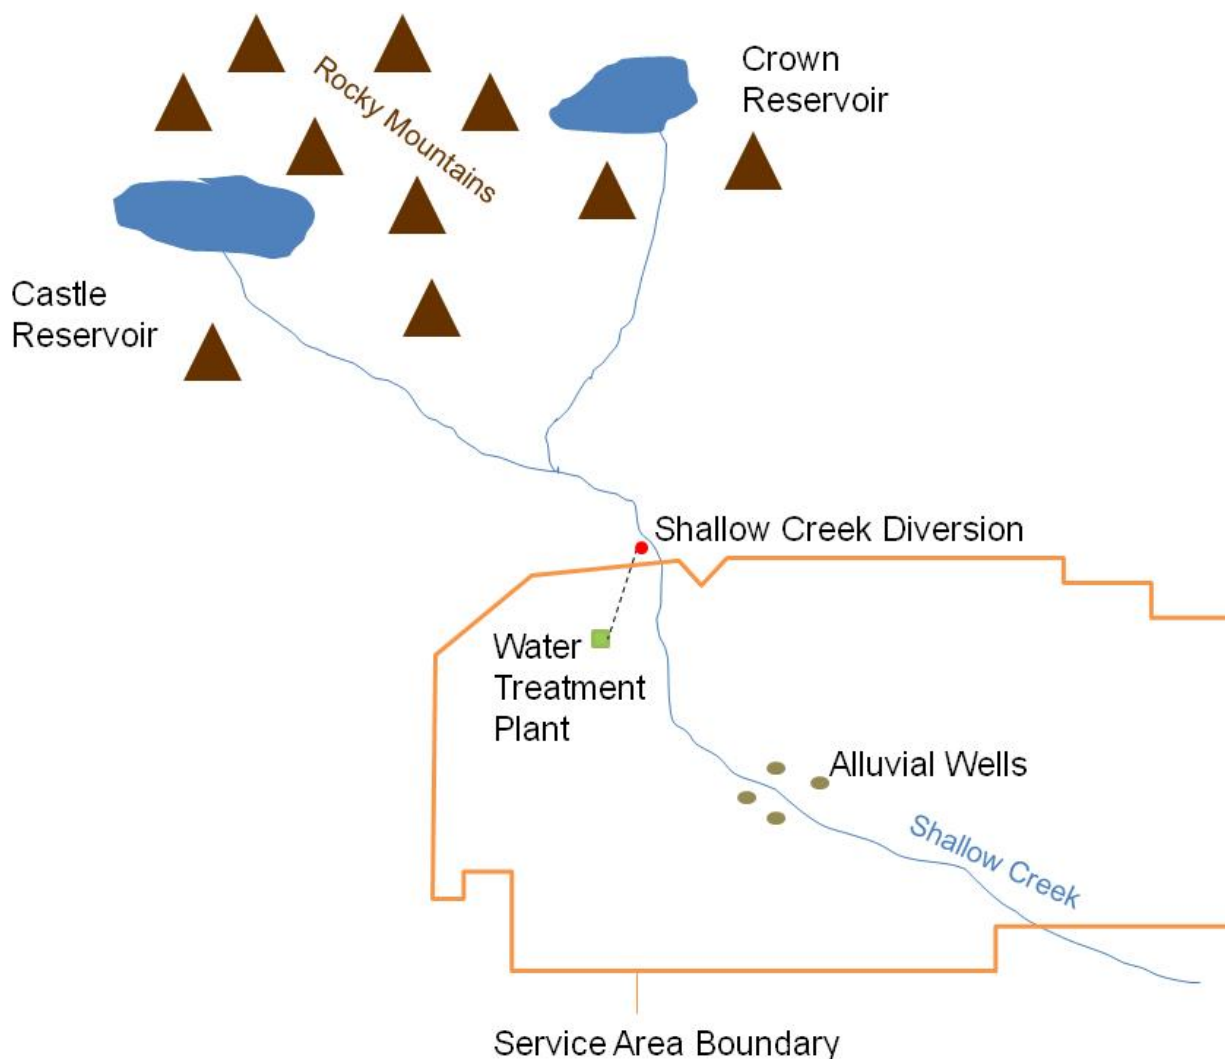 Rocky Mountains
Crown
Reservoir
Castle
Reservoir
Shallow Creek Diversion
Water
Treatment
Plant
Alluvial Wells
Shallow Creek
Service Area Boundary